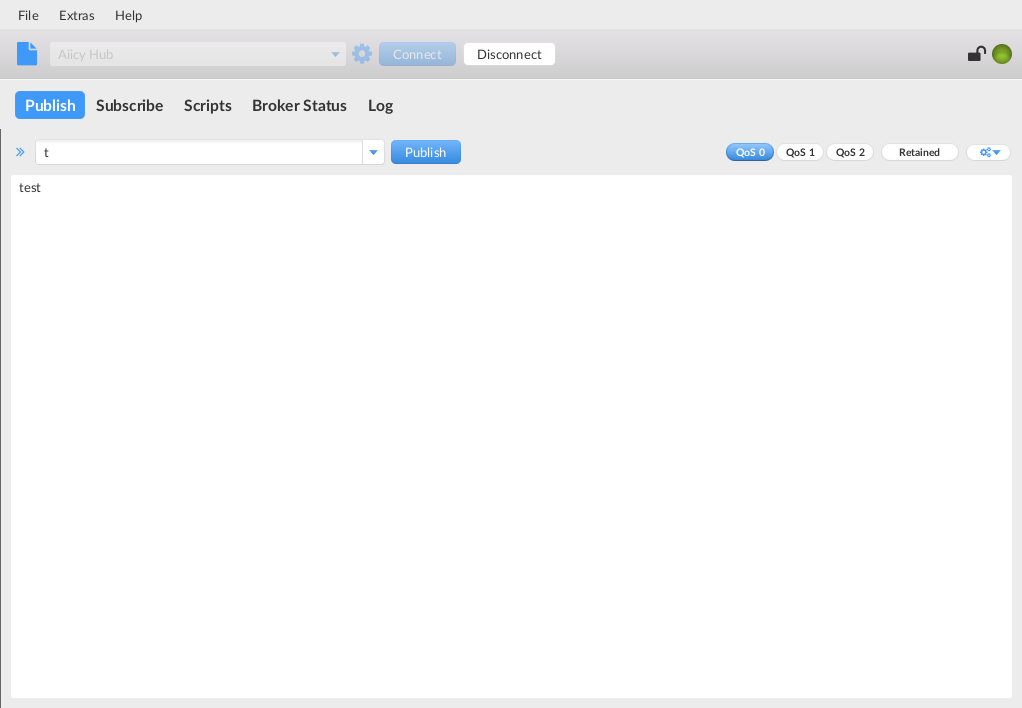 File Extras Help
Alicy Hub Connect Disconnect
Publish Subscribe Scripts Broker Status Log
t Publish QoS 0 QoS 1 QoS 2 Retained
test